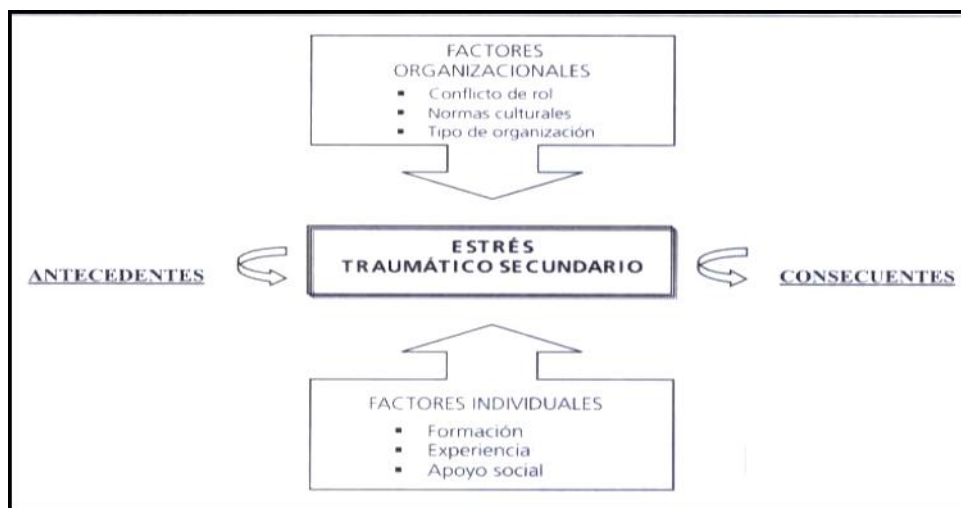 FACTORES
ORGANIZACIONALES
▪ Conflicto de rol
▪ Normas culturales
▪ Tipo de organización
ESTRÉS
TRAUMÁTICO SECUNDARIO
ANTECEDENTES
CONSECUENTES
FACTORES INDIVIDUALES
▪ Formación
▪ Experiencia
▪ Apoyo social